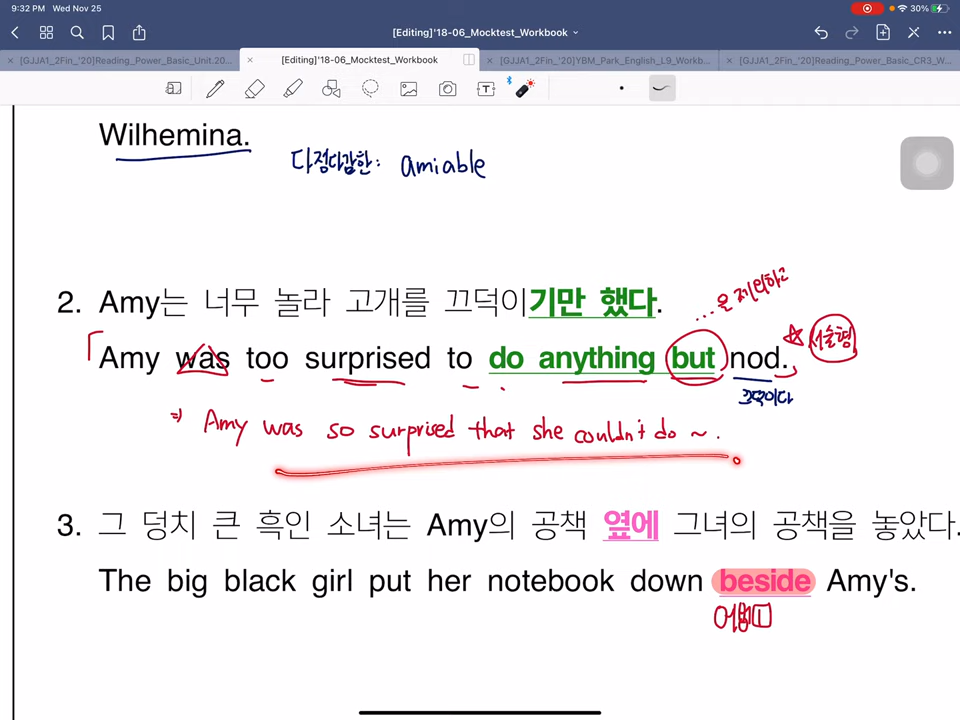 9:32 PM Wed Nov 25
30%
[Editing]'18-06_Mocktest_Workbook
[GJJA1_2Fin_'20]Reading_Power_Basic_Unit.20...
[Editing]'18-06_Mocktest_Workbook
[GJJA1_2Fin_'20]YBM_Park_English_L9_Workb...
[GJJA1_2Fin_'20]Reading_Power_Basic_CR3_W...
Wilhemina.
다정다감한: amiable
...을 제외하고
2. Amy는 너무 놀라 고개를 끄덕이기만 했다.
Amy was too surprised to do anything but nod.
서술형
끄덕이다
⇒ Amy was so surprised that she couldn't do ~.
3. 그 덩치 큰 흑인 소녀는 Amy의 공책 옆에 그녀의 공책을 놓았다.
The big black girl put her notebook down beside Amy's.